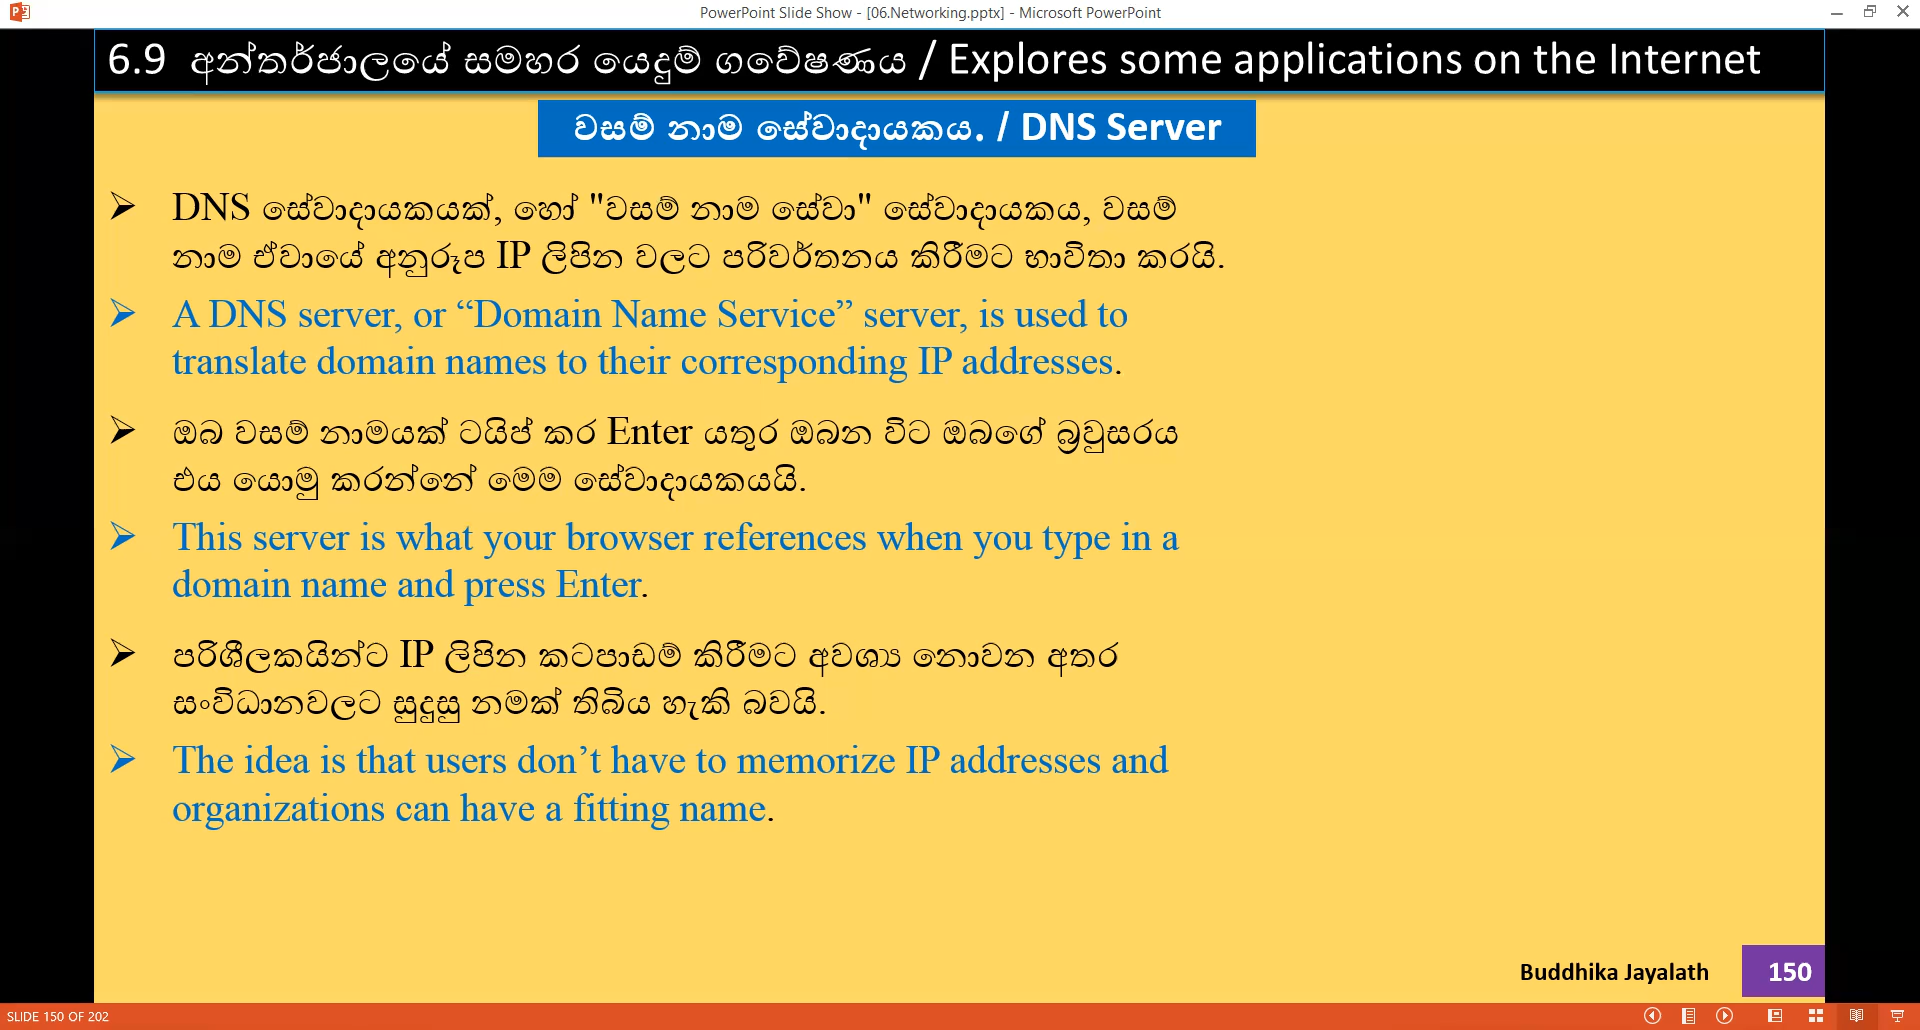 PowerPoint Slide Show - [06.Networking.pptx] - Microsoft PowerPoint
6.9 අන්තර්ජාලයේ සමහර යෙදුම් ගවේෂණය / Explores some applications on the Internet
වසම් නාම සේවාදායකය. / DNS Server
➢ DNS සේවාදායකයක්, හෝ "වසම් නාම සේවා" සේවාදායකය, වසම්
නාම ඒවායේ අනුරූප IP ලිපින වලට පරිවර්තනය කිරීමට භාවිතා කරයි.
➢ A DNS server, or “Domain Name Service” server, is used to
translate domain names to their corresponding IP addresses.
➢ ඔබ වසම් නාමයක් ටයිප් කර Enter යතුර ඔබන විට ඔබගේ බ්‍රවුසරය
එය යොමු කරන්නේ මෙම සේවාදායකයයි.
➢ This server is what your browser references when you type in a
domain name and press Enter.
➢ පරිශීලකයින්ට IP ලිපින කටපාඩම් කිරීමට අවශ්‍ය නොවන අතර
සංවිධානවලට සුදුසු නමක් තිබිය හැකි බවයි.
➢ The idea is that users don’t have to memorize IP addresses and
organizations can have a fitting name.
Buddhika Jayalath 150
SLIDE 150 OF 202